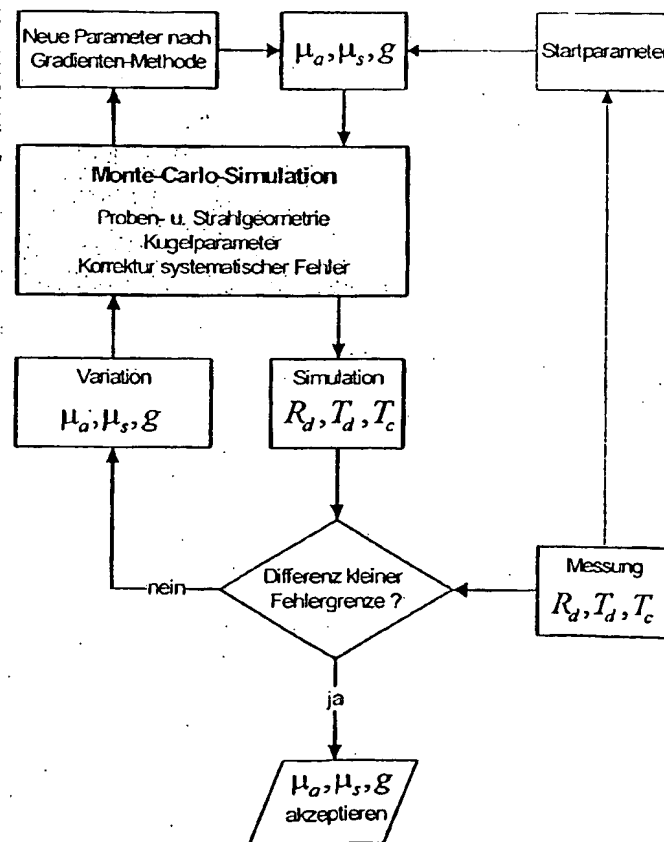 Neue Parameter nach
Gradienten-Methode
μa, μs, g
Startparameter
Monte-Carlo-Simulation
Proben- u. Strahlgeometrie
Kugelparameter
Korrektur systematischer Fehler
Variation
μa, μs, g
Simulation
Rd, Td, Tc
Differenz kleiner
Fehlergrenze ?
nein
Messung
Rd, Td, Tc
ja
μa, μs, g
akzeptieren